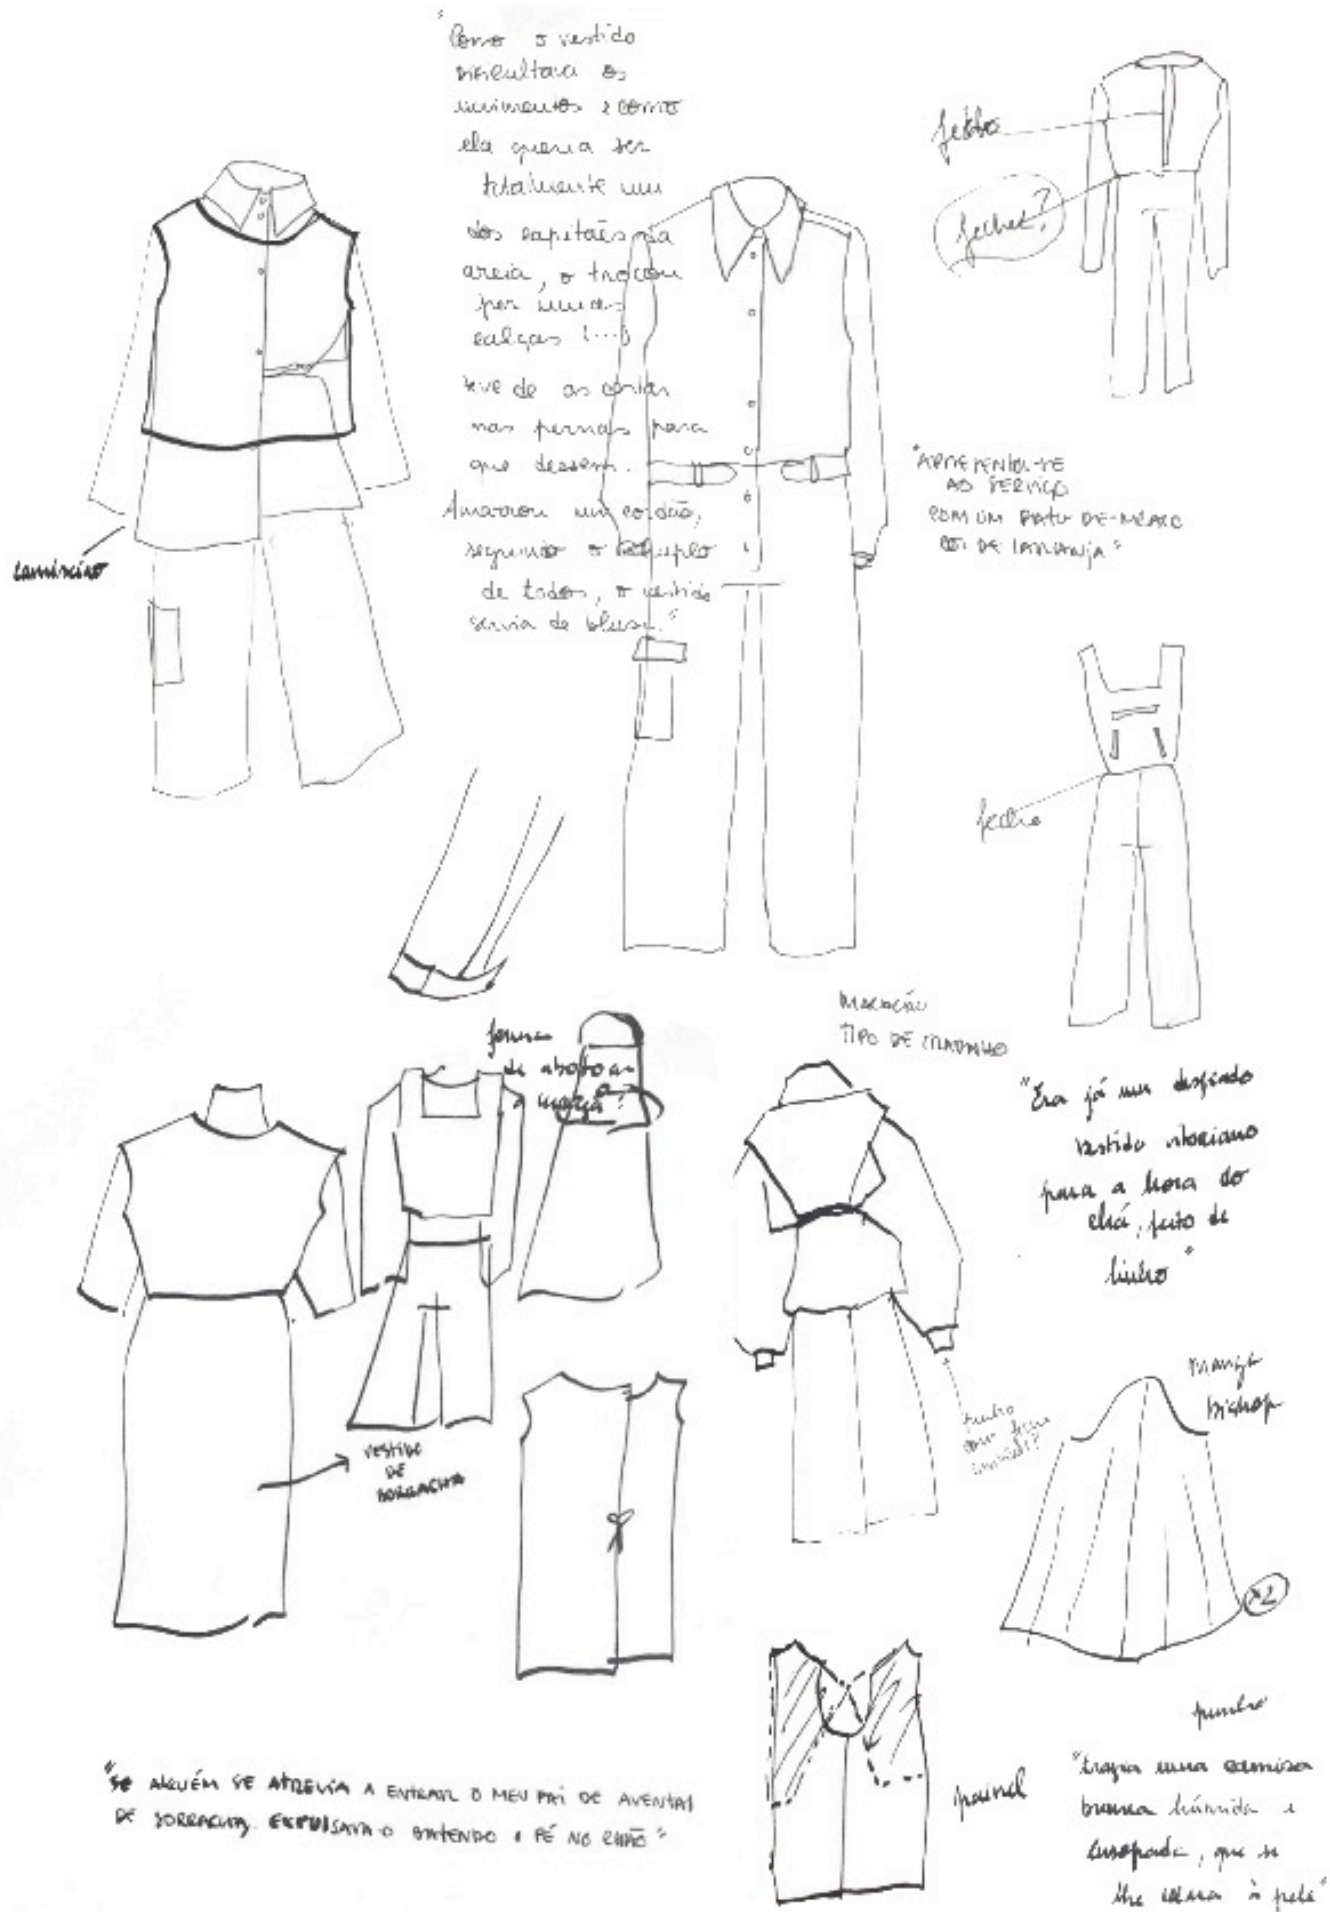 "Como o vestido
dificultava os
movimentos e como
ela queria ser
totalmente um
dos capitães da
areia, o trocou
por umas
calças (...)
teve de as cortar
nas pernas para
que dessem.
Amarrou um cordão,
segundo o exemplo
de todos, o vestido
servia de blusa."
camiseiro
fecho
fecho?
"APRESENTOU-SE
AO SERVIÇO
COM UM FATO-DE-MACACO
COR DE LARANJA"
fecho
forma
de abotoar
a manga?
MACACÃO
TIPO DE TRABALHO
"Era já um desfiado
vestido vitoriano
para a hora do
chá, feito de
linho"
VESTIDO
DE
BORRACHA
punho
manga
bishop
x2
punho
painel
"SE ALGUÉM SE ATREVIA A ENTRAR O MEU PAI DE AVENTAL
DE BORRACHA EXPULSAVA-O BATENDO O PÉ NO CHÃO"
"trazia uma camisa
branca húmida e
ensopada, que se
lhe colava à pele"